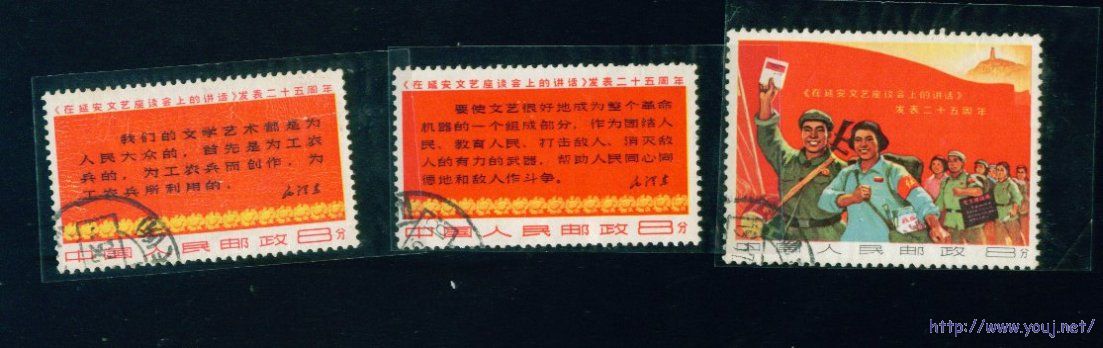 《在延安文艺座谈会上的讲话》发表二十五周年
我们的文学艺术都是为
人民大众的，首先是为工农
兵的，为工农兵而创作，为
工农兵所利用的。
毛泽东
中国人民邮政 8分
《在延安文艺座谈会上的讲话》发表二十五周年
要使文艺很好地成为整个革命
机器的一个组成部分，作为团结人
民、教育人民、打击敌人、消灭敌
人的有力的武器，帮助人民同心同
德地和敌人作斗争。
毛泽东
中国人民邮政 8分
《在延安文艺座谈会上的讲话》
发表二十五周年
中国人民邮政 8分
http://www.youj.net/